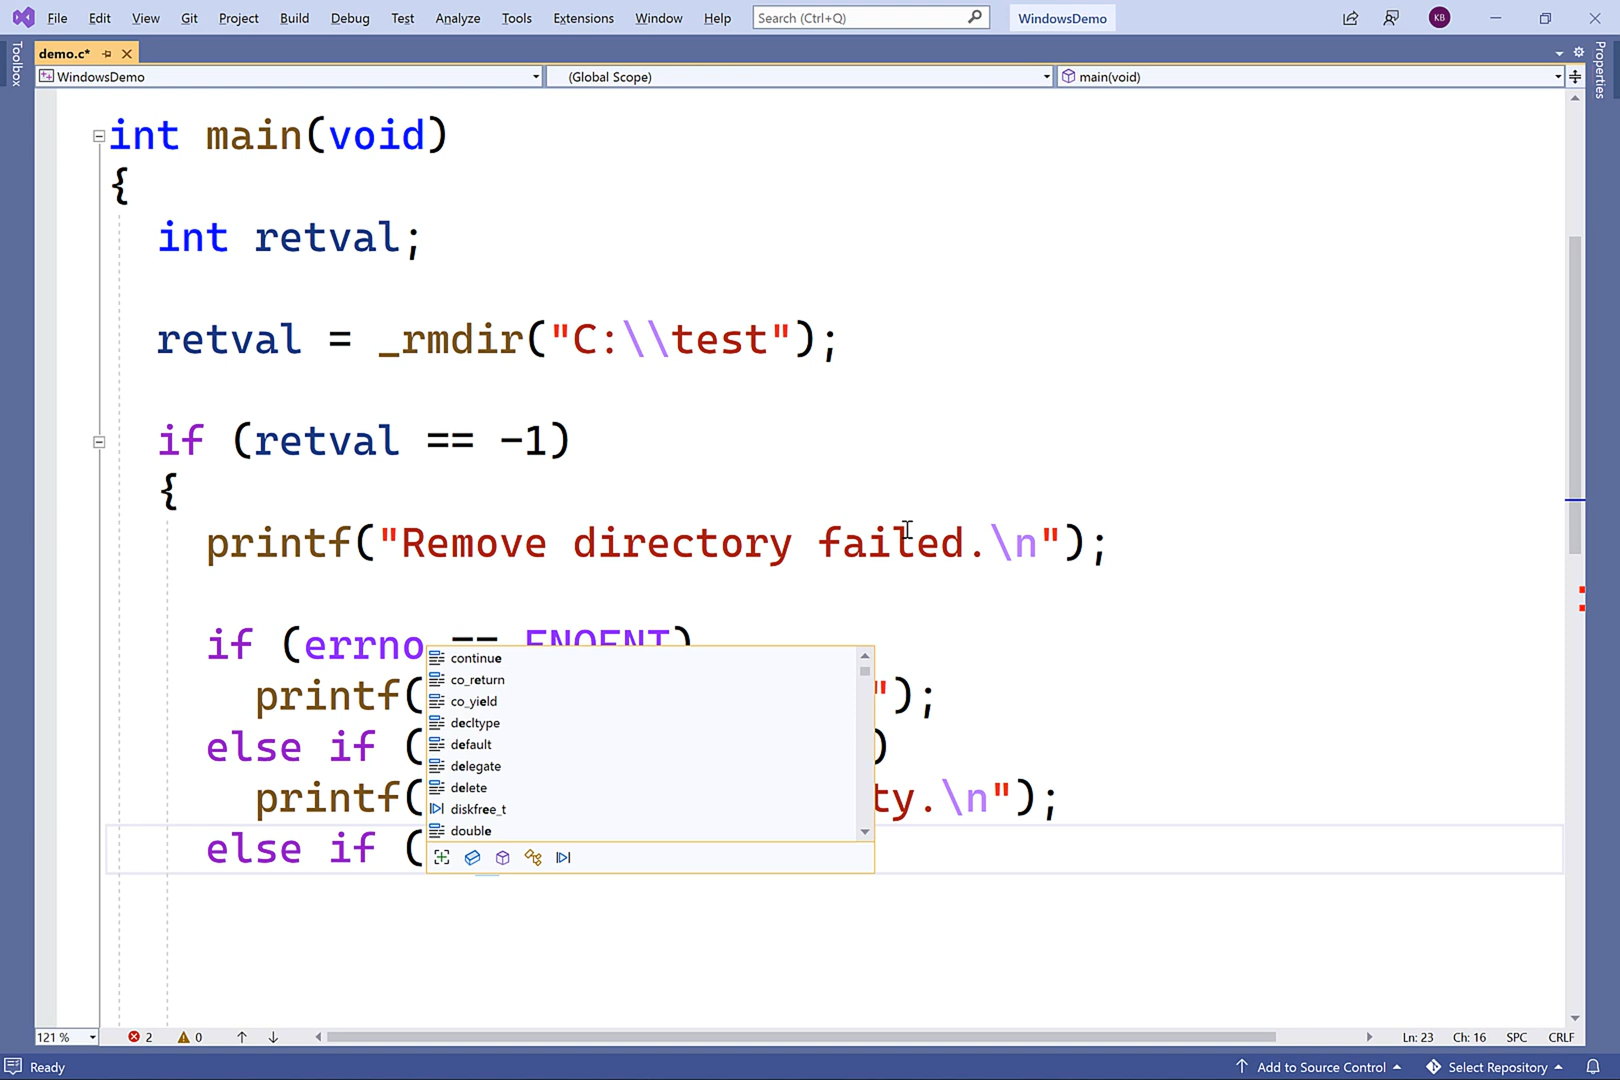 File Edit View Git Project Build Debug Test Analyze Tools Extensions Window Help Search (Ctrl+Q) WindowsDemo KB
Toolbox
demo.c*
Properties
WindowsDemo (Global Scope) main(void)
int main(void)
{
int retval;
retval = _rmdir("C:\\test");
if (retval == -1)
{
printf("Remove directory failed.\n");
if (errno == ENOENT)
printf( ");
else if ( )
printf( ty.\n");
else if (
continue
co_return
co_yield
decltype
default
delegate
delete
diskfree_t
double
121 % 2 0 Ln: 23 Ch: 16 SPC CRLF
Ready Add to Source Control Select Repository